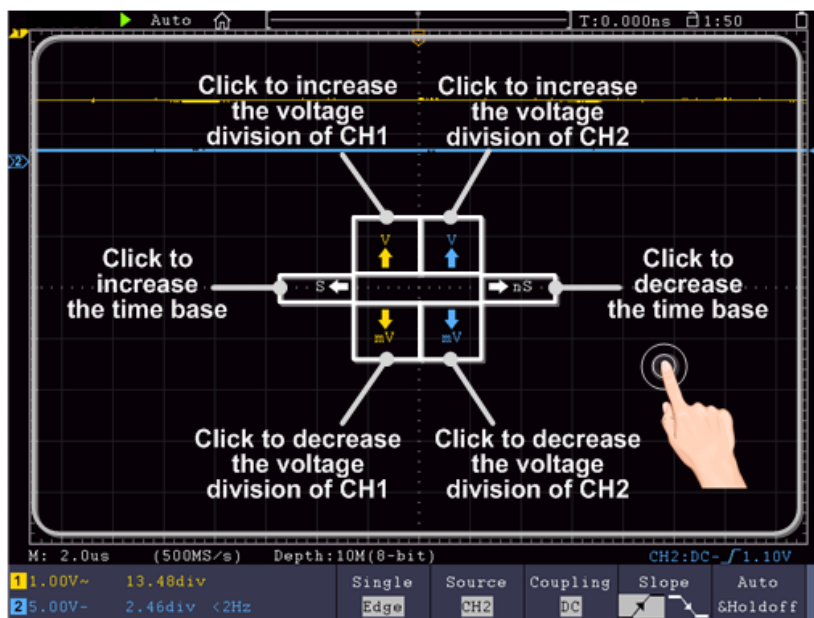 Auto T:0.000ns 1:50
1
T
Click to increase
the voltage
division of CH1
Click to increase
the voltage
division of CH2
2
V V
Click to
increase
the time base
S nS
Click to
decrease
the time base
mV mV
Click to decrease
the voltage
division of CH1
Click to decrease
the voltage
division of CH2
M: 2.0us (500MS/s) Depth:10M(8-bit) CH2:DC- 1.10V
1 1.00V~ 13.48div
2 5.00V- 2.46div <2Hz
Single
Edge
Source
CH2
Coupling
DC
Slope
Auto
&Holdoff